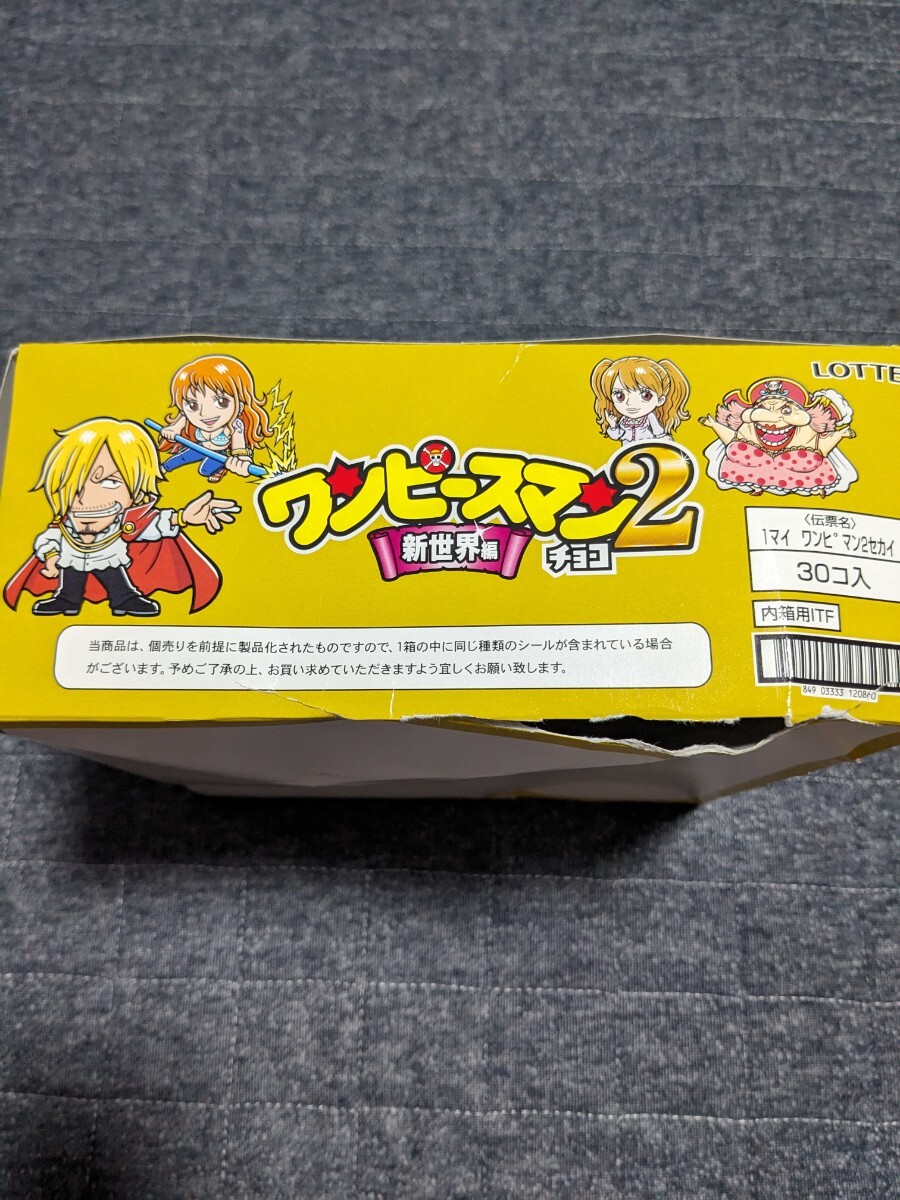 LOTTE
ワンピースマン2
新世界編
チョコ
〈伝票名〉
1マイ ワンピマン2セカイ
30コ入
内箱用ITF
849 03333 12086
当商品は、個売りを前提に製品化されたものですので、1箱の中に同じ種類のシールが含まれている場合
がございます。予めご了承の上、お買い求めていただきますよう宜しくお願い致します。